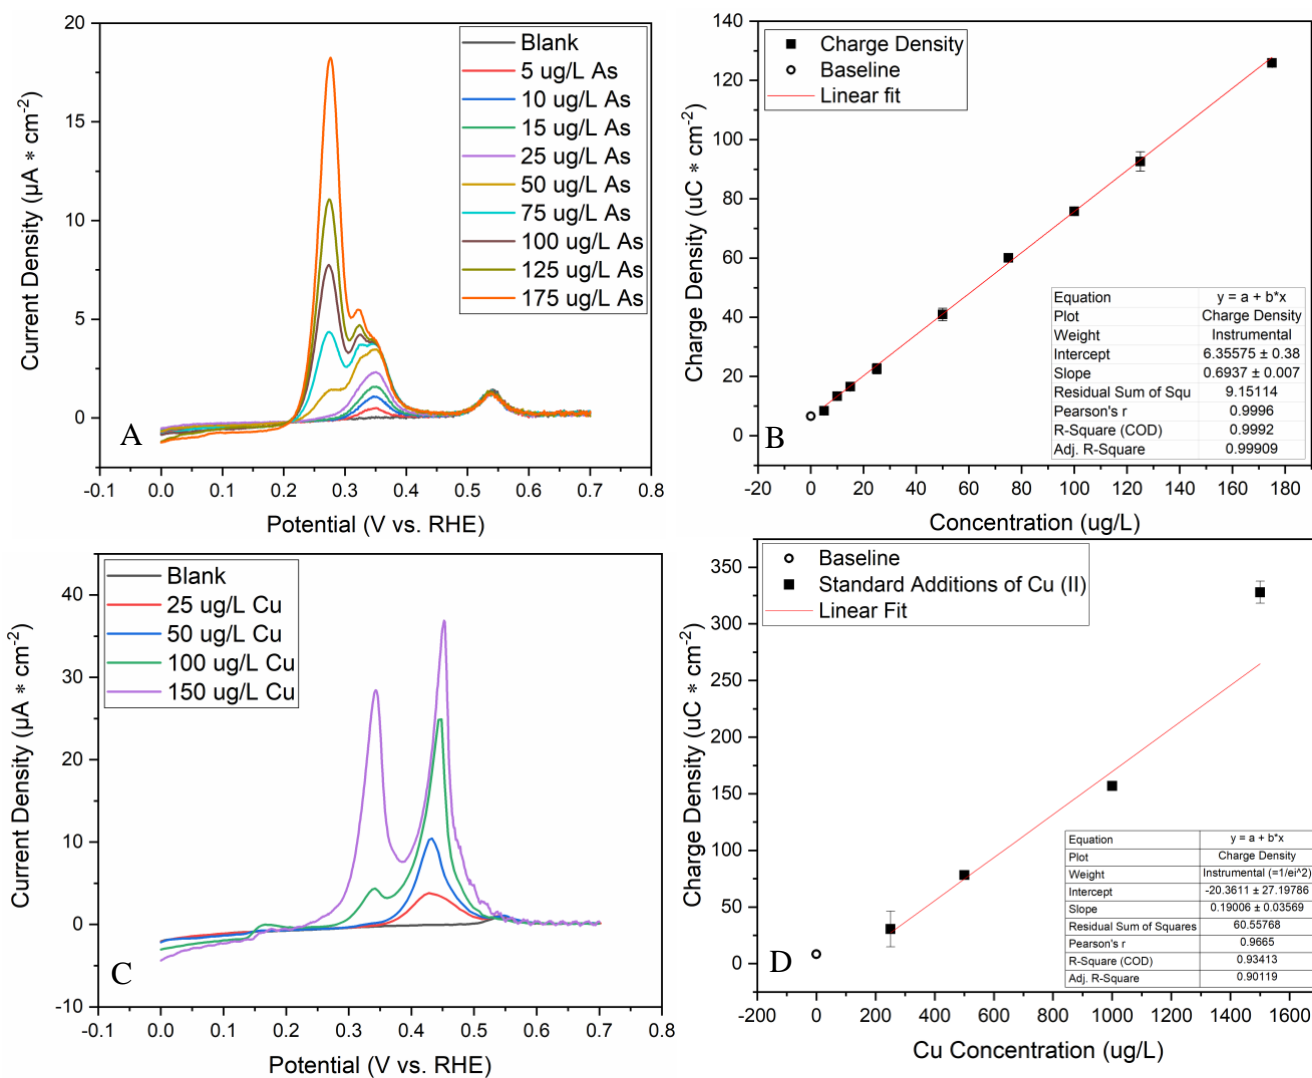 20
15
10
5
0
-0.1 0.0 0.1 0.2 0.3 0.4 0.5 0.6 0.7 0.8
Current Density (µA ∗ cm-2)
Potential (V vs. RHE)
Blank
5 ug/L As
10 ug/L As
15 ug/L As
25 ug/L As
50 ug/L As
75 ug/L As
100 ug/L As
125 ug/L As
175 ug/L As
A
140
120
100
80
60
40
20
0
-20 0 20 40 60 80 100 120 140 160 180
Charge Density (uC ∗ cm-2)
Concentration (ug/L)
Charge Density
Baseline
Linear fit
Equation y = a + b*x
Plot Charge Density
Weight Instrumental
Intercept 6.35575 ± 0.38
Slope 0.6937 ± 0.007
Residual Sum of Squ 9.15114
Pearson's r 0.9996
R-Square (COD) 0.9992
Adj. R-Square 0.99909
B
40
30
20
10
0
-10
-0.1 0.0 0.1 0.2 0.3 0.4 0.5 0.6 0.7 0.8
Current Density (µA ∗ cm-2)
Potential (V vs. RHE)
Blank
25 ug/L Cu
50 ug/L Cu
100 ug/L Cu
150 ug/L Cu
C
350
300
250
200
150
100
50
0
-200 0 200 400 600 800 1000 1200 1400 1600
Charge Density (uC ∗ cm-2)
Cu Concentration (ug/L)
Baseline
Standard Additions of Cu (II)
Linear Fit
Equation y = a + b*x
Plot Charge Density
Weight Instrumental (=1/ei^2)
Intercept -20.3611 ± 27.19786
Slope 0.19006 ± 0.03569
Residual Sum of Squares 60.55768
Pearson's r 0.9665
R-Square (COD) 0.93413
Adj. R-Square 0.90119
D